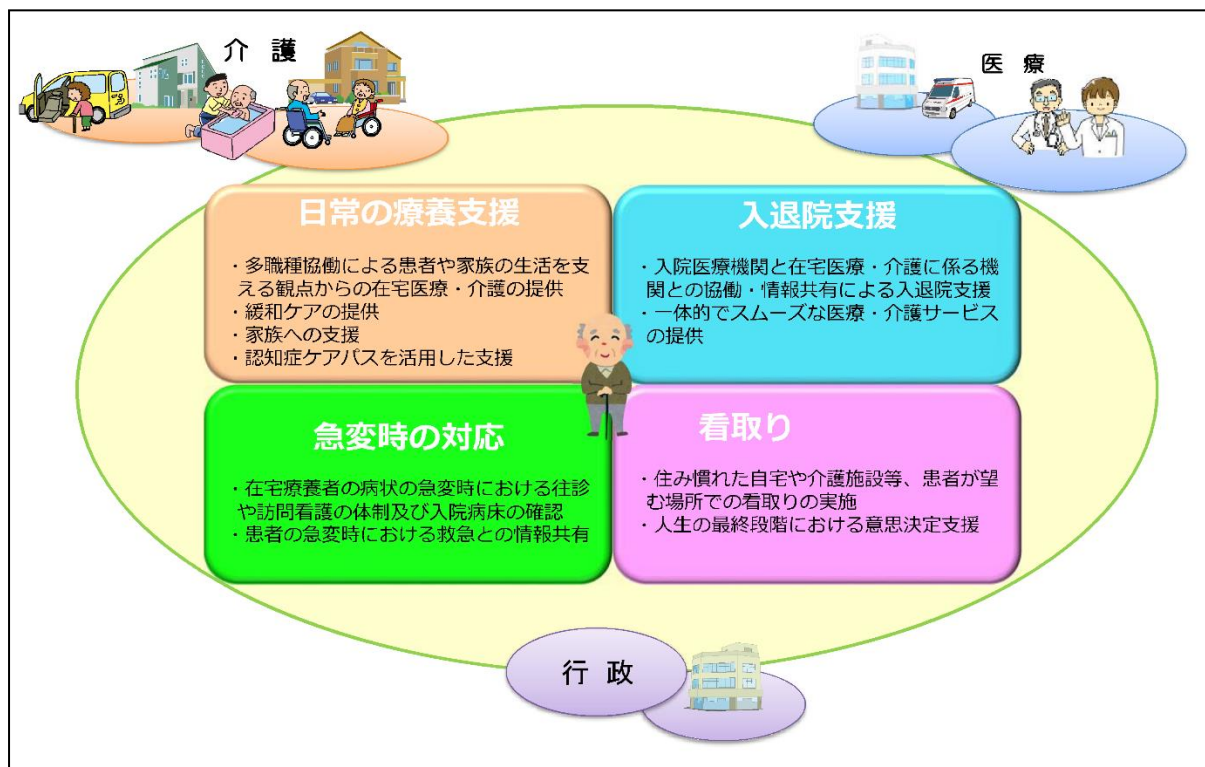 介 護
医 療
日常の療養支援
・多職種協働による患者や家族の生活を支
える観点からの在宅医療・介護の提供
・緩和ケアの提供
・家族への支援
・認知症ケアパスを活用した支援
入退院支援
・入院医療機関と在宅医療・介護に係る機
関との協働・情報共有による入退院支援
・一体的でスムーズな医療・介護サービス
の提供
急変時の対応
・在宅療養者の病状の急変時における往診
や訪問看護の体制及び入院病床の確認
・患者の急変時における救急との情報共有
看取り
・住み慣れた自宅や介護施設等、患者が望
む場所での看取りの実施
・人生の最終段階における意思決定支援
行 政